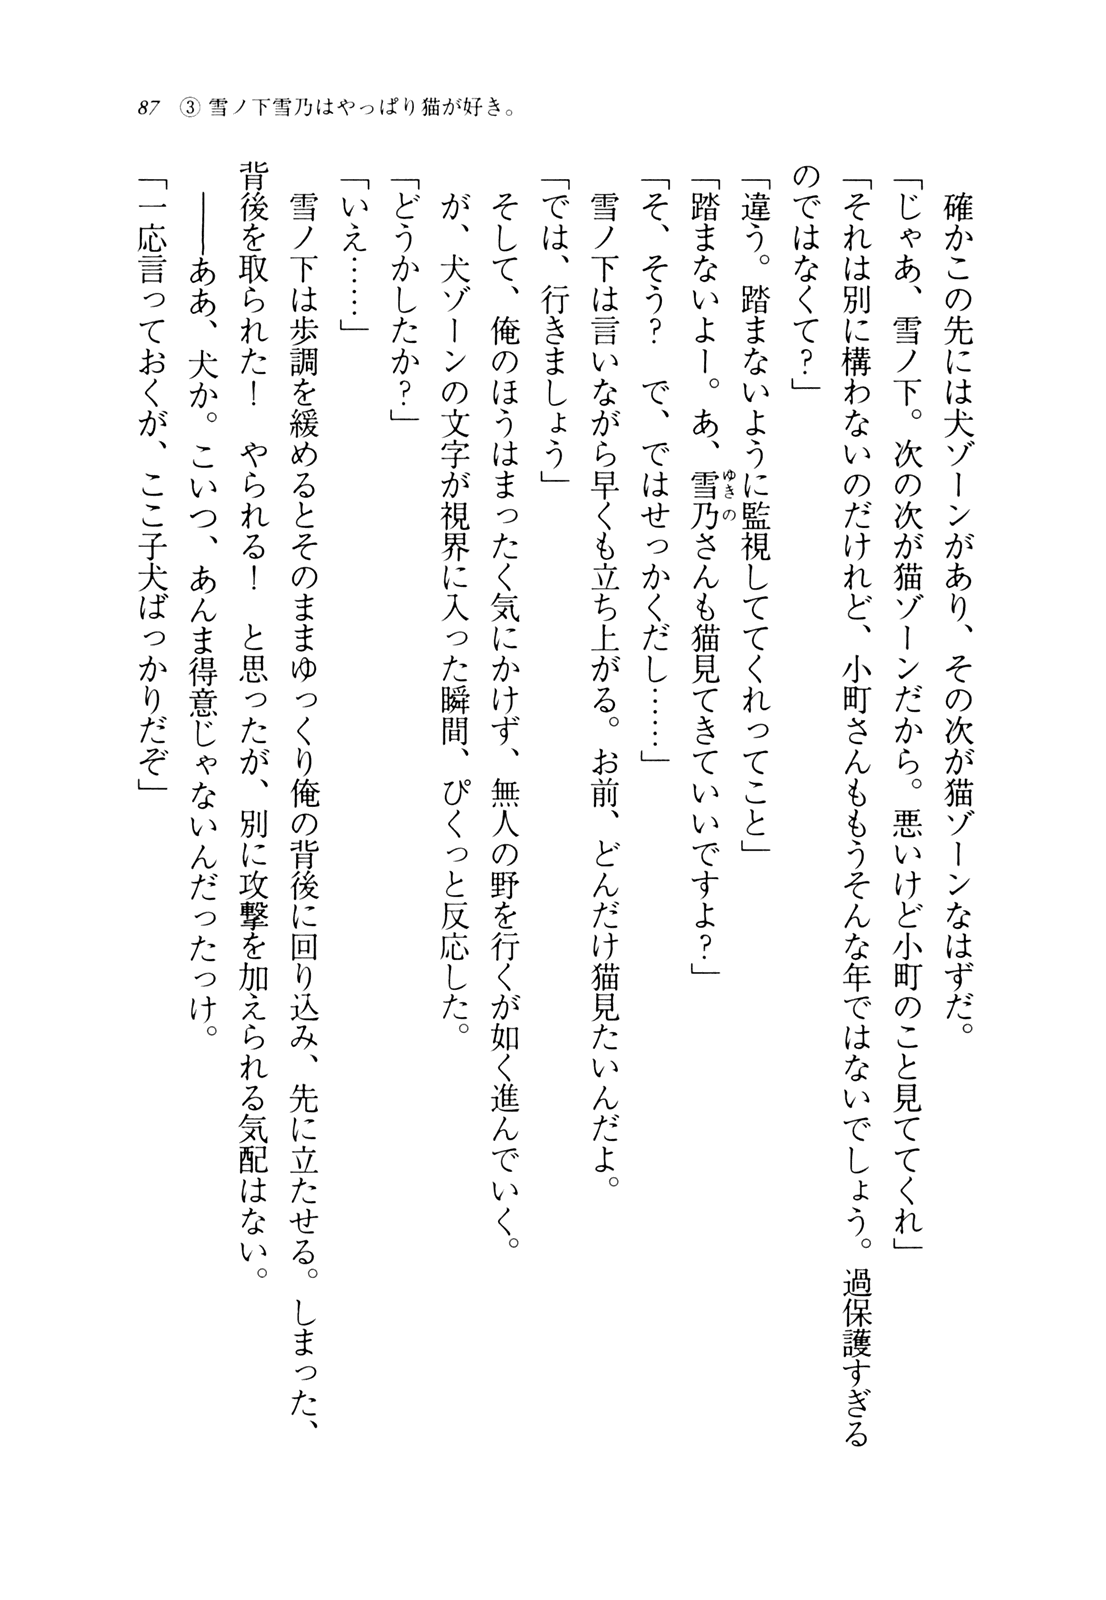 87　③ 雪ノ下雪乃はやっぱり猫が好き。
　確かこの先には犬ゾーンがあり、その次が猫ゾーンなはずだ。
「じゃあ、雪ノ下。次の次が猫ゾーンだから。悪いけど小町のこと見ててくれ」
「それは別に構わないのだけれど、小町さんももうそんな年ではないでしょう。過保護すぎる
のではなくて？」
「違う。踏まないように監視しててくれってこと」
「踏まないよー。あ、雪乃さんも猫見てきていいですよ？」
「そ、そう？　で、ではせっかくだし……」
　雪ノ下は言いながら早くも立ち上がる。お前、どんだけ猫見たいんだよ。
「では、行きましょう」
　そして、俺のほうはまったく気にかけず、無人の野を行くが如く進んでいく。
　が、犬ゾーンの文字が視界に入った瞬間、ぴくっと反応した。
「どうかしたか？」
「いえ……」
　雪ノ下は歩調を緩めるとそのままゆっくり俺の背後に回り込み、先に立たせる。しまった、
背後を取られた！　やられる！　と思ったが、別に攻撃を加えられる気配はない。
　――ああ、犬か。こいつ、あんま得意じゃないんだったっけ。
「一応言っておくが、ここ子犬ばっかりだぞ」